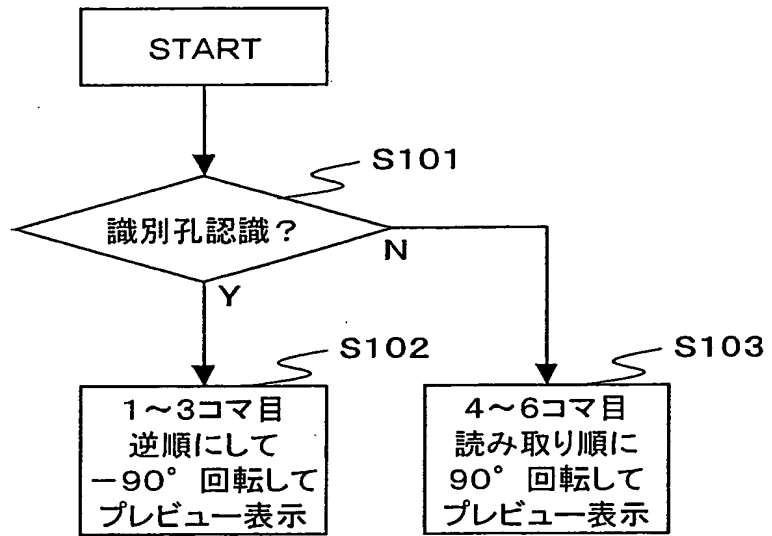 START
S101
識別孔認識?
N
Y
S102
S103
1～3コマ目
逆順にして
－90°回転して
プレビュー表示
4～6コマ目
読み取り順に
90°回転して
プレビュー表示